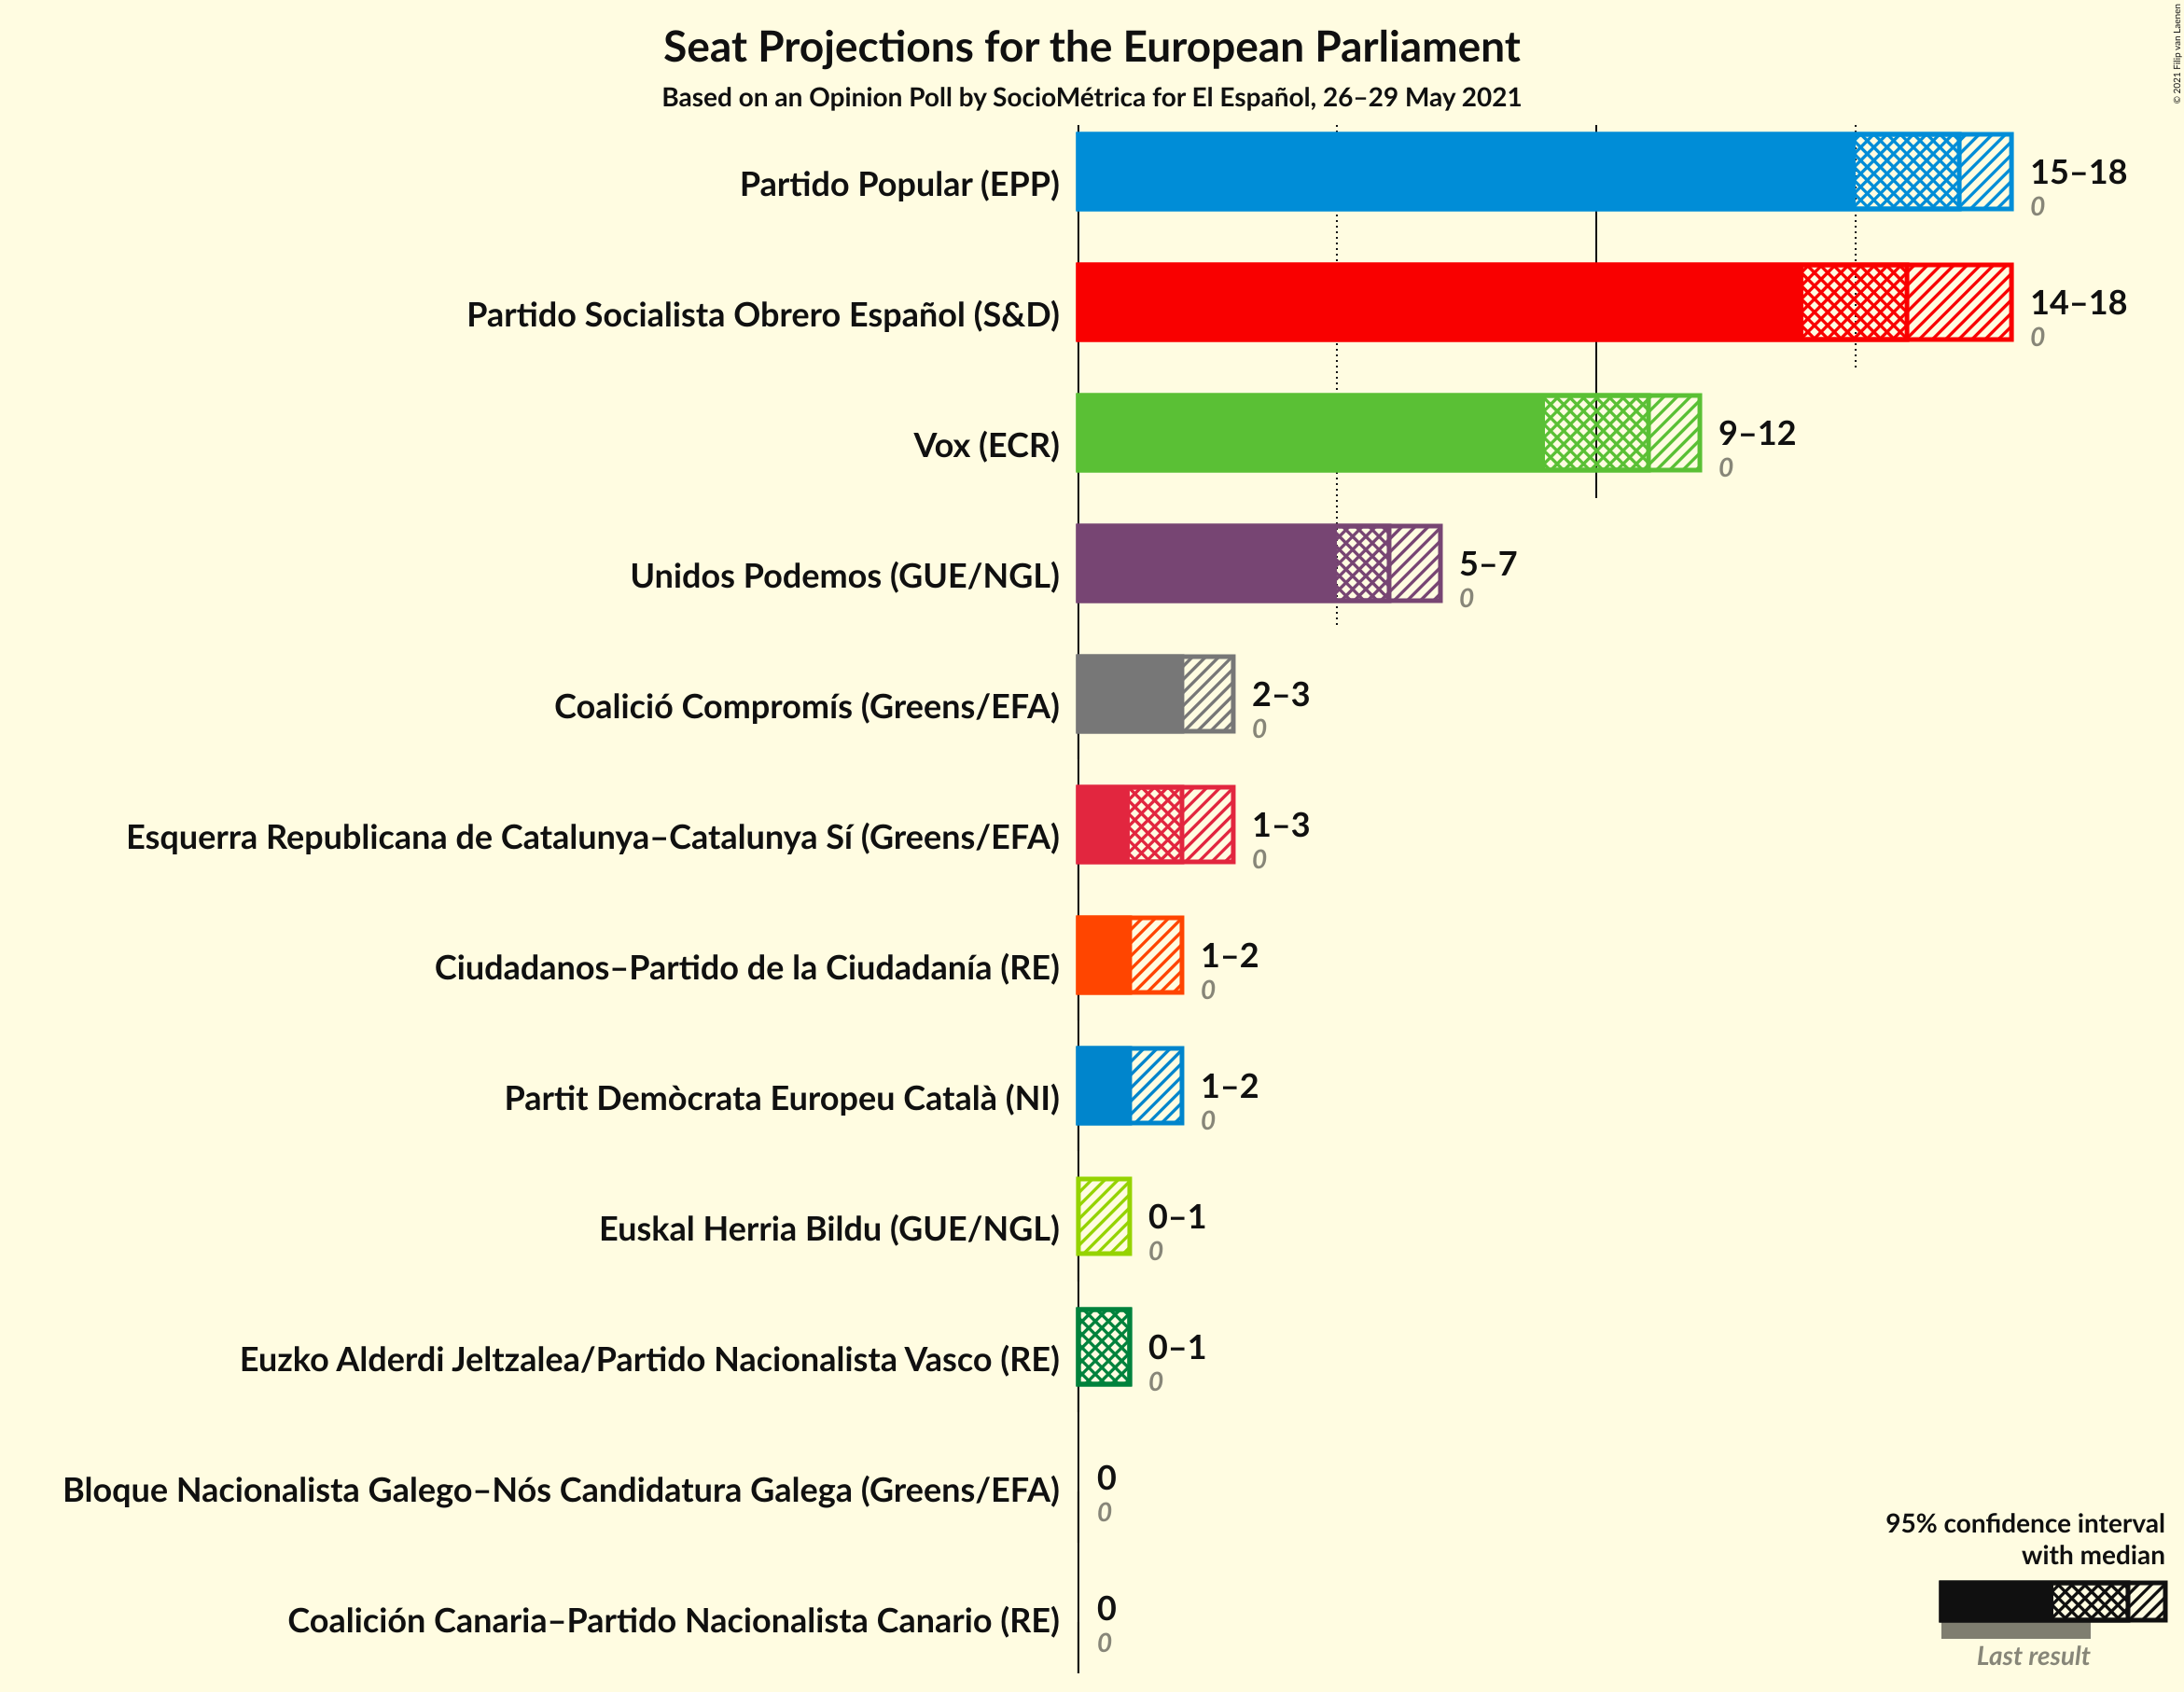 Seat Projections for the European Parliament
Based on an Opinion Poll by SocioMétrica for El Español, 26–29 May 2021
© 2021 Filip van Laenen
Partido Popular (EPP)
15–18
0
Partido Socialista Obrero Español (S&D)
14–18
0
Vox (ECR)
9–12
0
Unidos Podemos (GUE/NGL)
5–7
0
Coalició Compromís (Greens/EFA)
2–3
0
Esquerra Republicana de Catalunya–Catalunya Sí (Greens/EFA)
1–3
0
Ciudadanos–Partido de la Ciudadanía (RE)
1–2
0
Partit Demòcrata Europeu Català (NI)
1–2
0
Euskal Herria Bildu (GUE/NGL)
0–1
0
Euzko Alderdi Jeltzalea/Partido Nacionalista Vasco (RE)
0–1
0
Bloque Nacionalista Galego–Nós Candidatura Galega (Greens/EFA)
0
0
Coalición Canaria–Partido Nacionalista Canario (RE)
0
0
95% confidence interval
with median
Last result